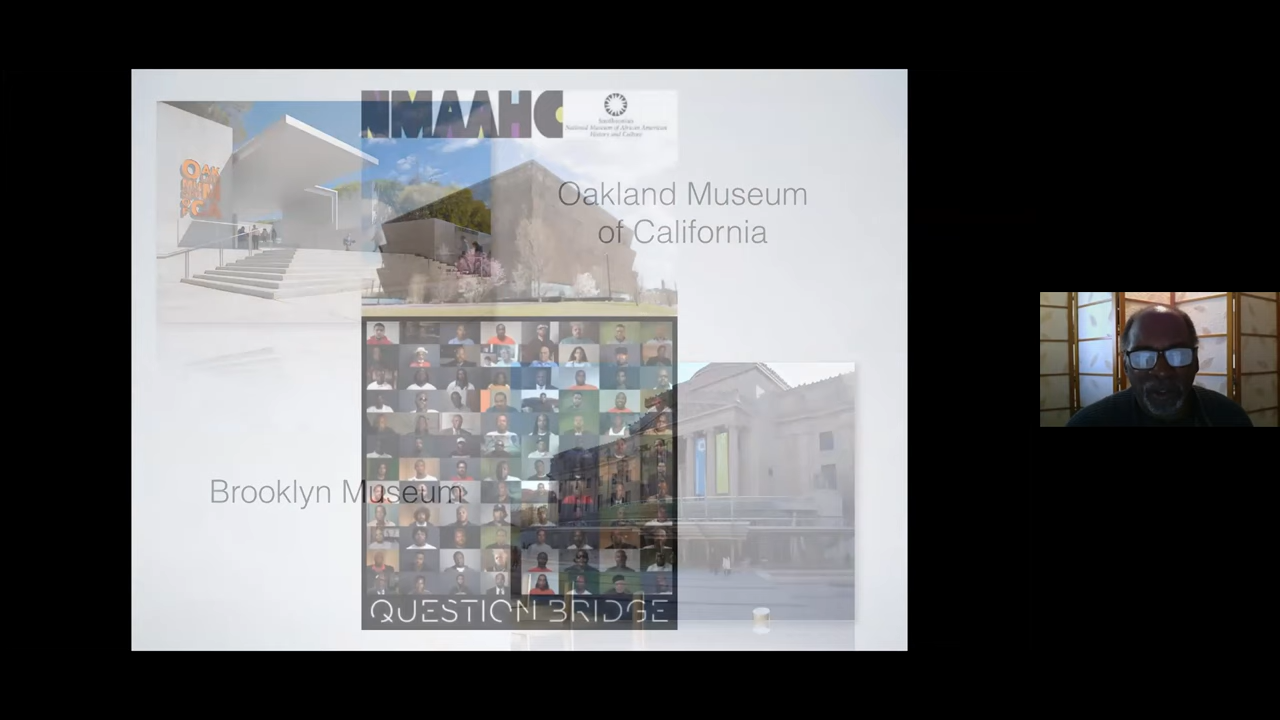 NMAAHC
Smithsonian
National Museum of African American
History and Culture
Oakland Museum
of California
Brooklyn Museum
QUESTION BRIDGE